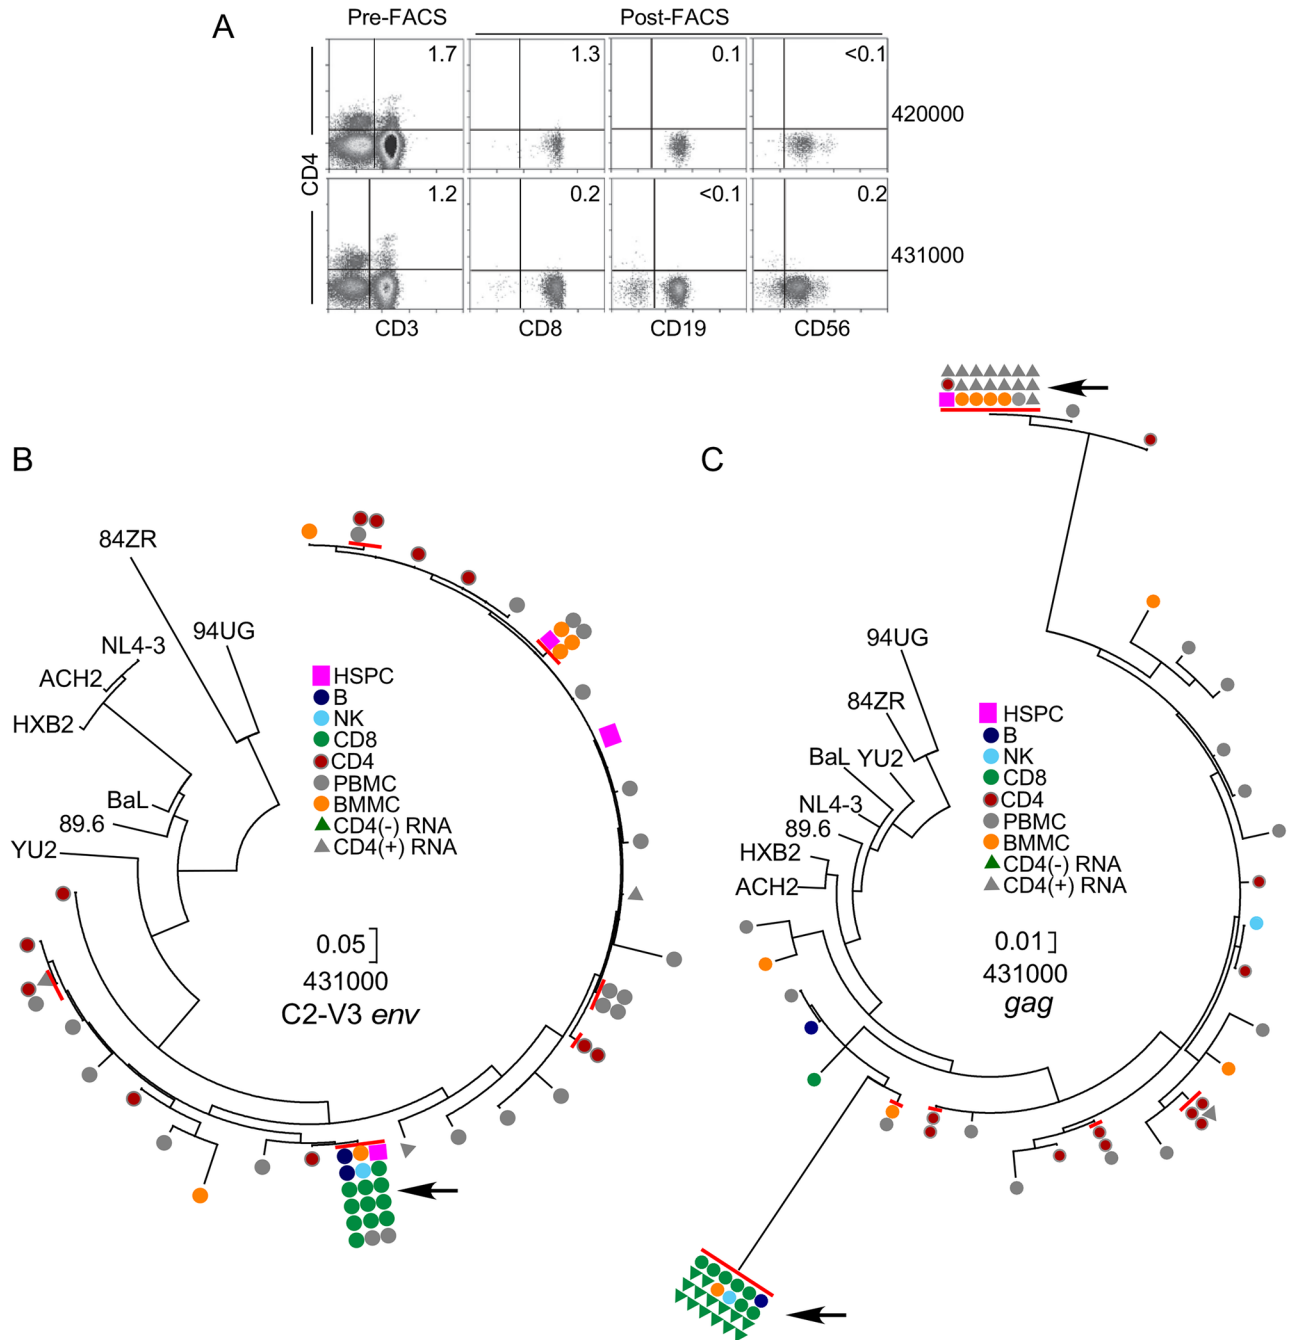 A
Pre-FACS
Post-FACS
1.7
1.3
0.1
<0.1
420000
CD4
1.2
0.2
<0.1
0.2
431000
CD3
CD8
CD19
CD56
B
84ZR
94UG
NL4-3
ACH2
HXB2
BaL
89.6
YU2
HSPC
B
NK
CD8
CD4
PBMC
BMMC
CD4(-) RNA
CD4(+) RNA
0.05
431000
C2-V3 env
C
94UG
84ZR
BaL
YU2
NL4-3
89.6
HXB2
ACH2
HSPC
B
NK
CD8
CD4
PBMC
BMMC
CD4(-) RNA
CD4(+) RNA
0.01
431000
gag